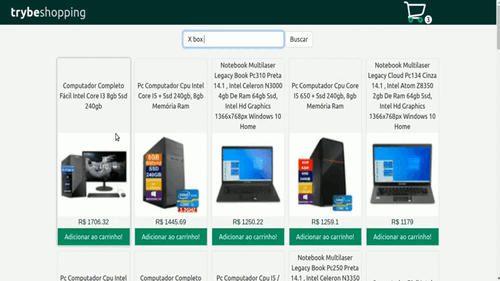 trybeshopping
1
X box
Buscar
Computador Completo
Fácil Intel Core I3 8gb Ssd
240gb
R$ 1706.32
Adicionar ao carrinho!
Pc Computador Cpu Intel
Core I5 + Ssd 240gb, 8gb
Memória Ram
8GB
SSD
240GB
R$ 1445.69
Adicionar ao carrinho!
Notebook Multilaser
Legacy Book Pc310 Preta
14.1 , Intel Celeron N3000
4gb De Ram 64gb Ssd,
Intel Hd Graphics
1366x768px Windows 10
Home
R$ 1250.22
Adicionar ao carrinho!
Pc Computador Cpu Core
I5 650 + Ssd 240gb, 8gb
Memória Ram
R$ 1259.1
Adicionar ao carrinho!
Notebook Multilaser
Legacy Cloud Pc134 Cinza
14.1 , Intel Atom Z8350
2gb De Ram 64gb Ssd,
Intel Hd Graphics
1366x768px Windows 10
Home
R$ 1179
Adicionar ao carrinho!
Pc Computador Cpu Intel
Computador Completo
Pc Computador Cpu I5 /
Notebook Multilaser
Legacy Book Pc250 Preta
14.1 , Intel Celeron N3350